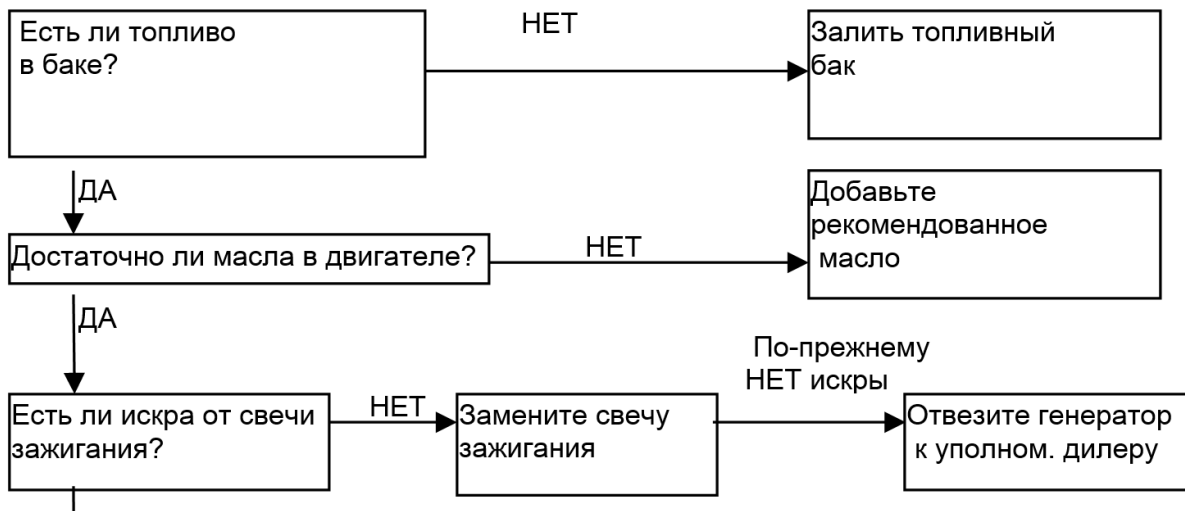 Есть ли топливо
в баке?
НЕТ
Залить топливный
бак
ДА
Достаточно ли масла в двигателе?
НЕТ
Добавьте
рекомендованное
масло
ДА
Есть ли искра от свечи
зажигания?
НЕТ
Замените свечу
зажигания
По-прежнему
НЕТ искры
Отвезите генератор
к уполном. дилеру